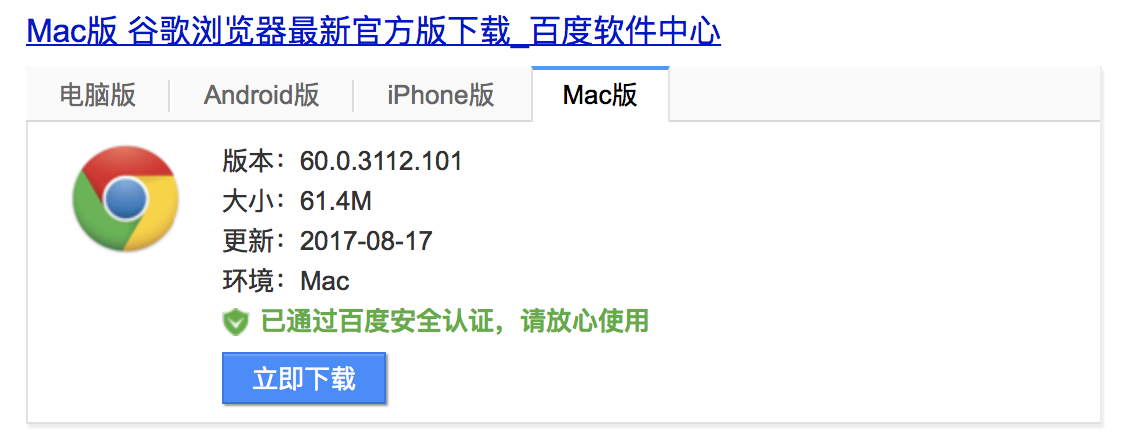 Mac版 谷歌浏览器最新官方版下载_百度软件中心
电脑版 Android版 iPhone版 Mac版
版本：60.0.3112.101
大小：61.4M
更新：2017-08-17
环境：Mac
已通过百度安全认证，请放心使用
立即下载